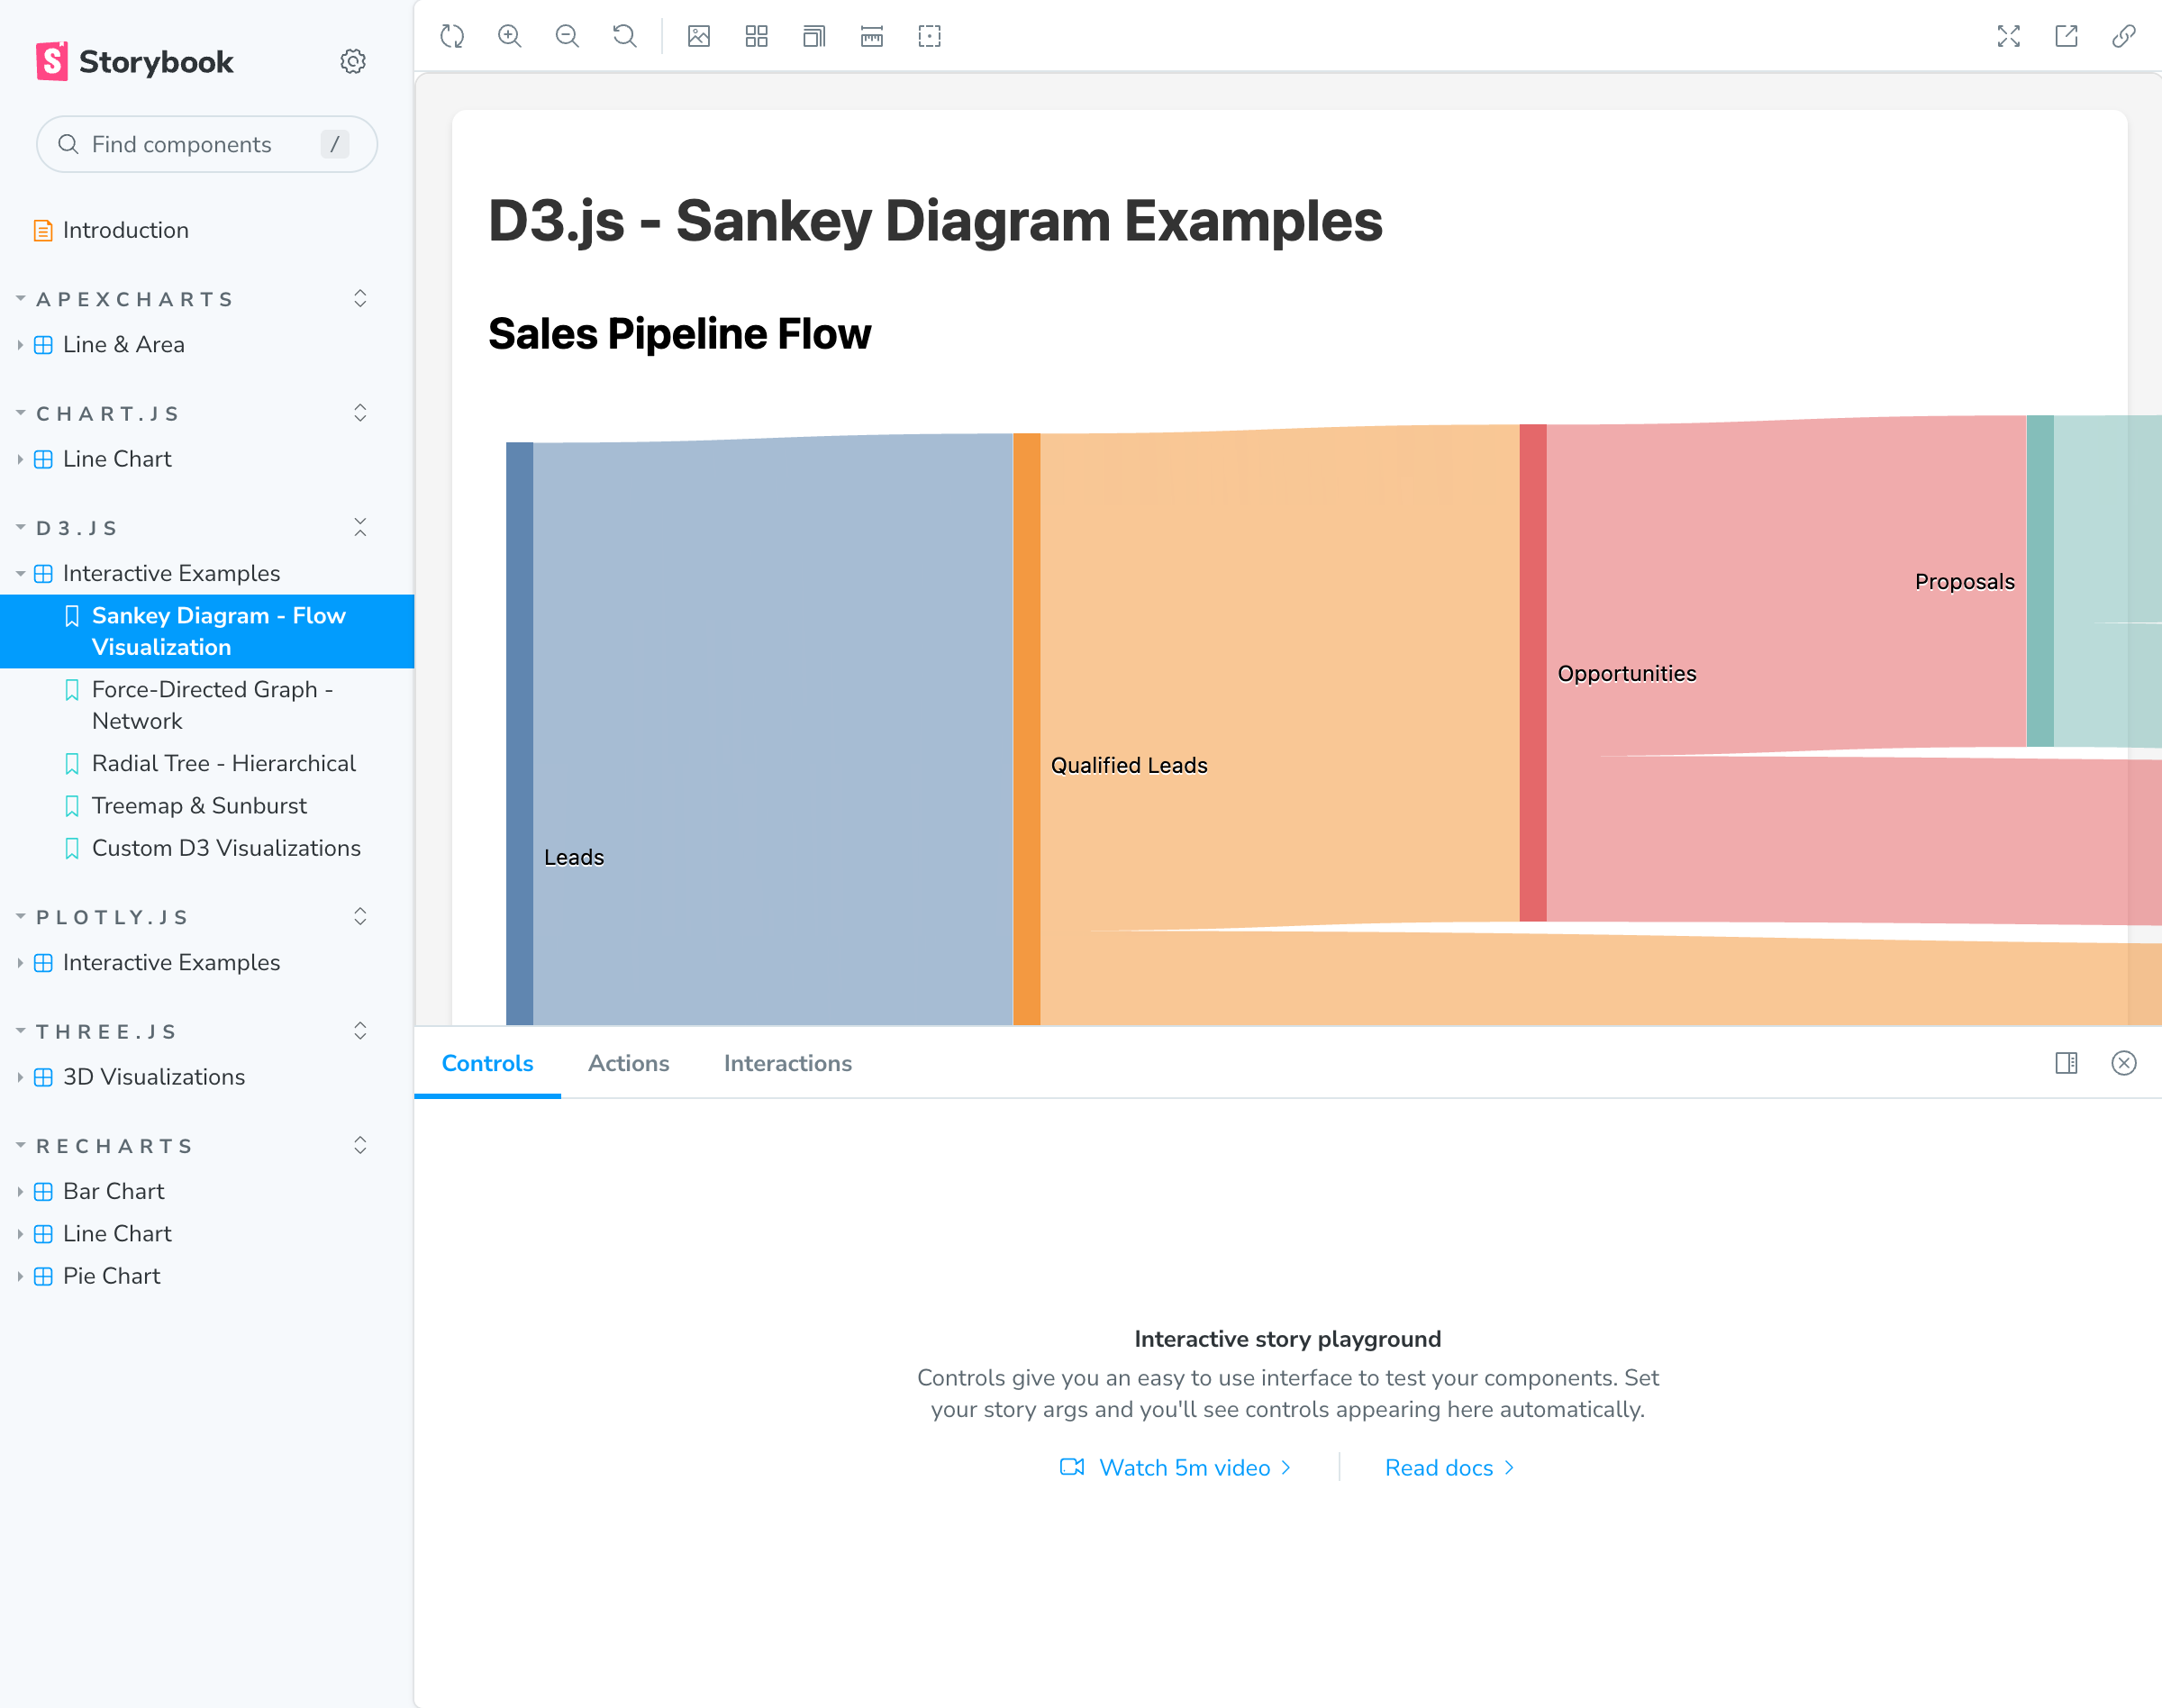 Storybook
Find components
/
Introduction
APEXCHARTS
Line & Area
CHART.JS
Line Chart
D3.JS
Interactive Examples
Sankey Diagram - Flow
Visualization
Force-Directed Graph -
Network
Radial Tree - Hierarchical
Treemap & Sunburst
Custom D3 Visualizations
PLOTLY.JS
Interactive Examples
THREE.JS
3D Visualizations
RECHARTS
Bar Chart
Line Chart
Pie Chart
D3.js - Sankey Diagram Examples
Sales Pipeline Flow
Proposals
Opportunities
Qualified Leads
Leads
Controls
Actions
Interactions
Interactive story playground
Controls give you an easy to use interface to test your components. Set
your story args and you'll see controls appearing here automatically.
Watch 5m video
Read docs